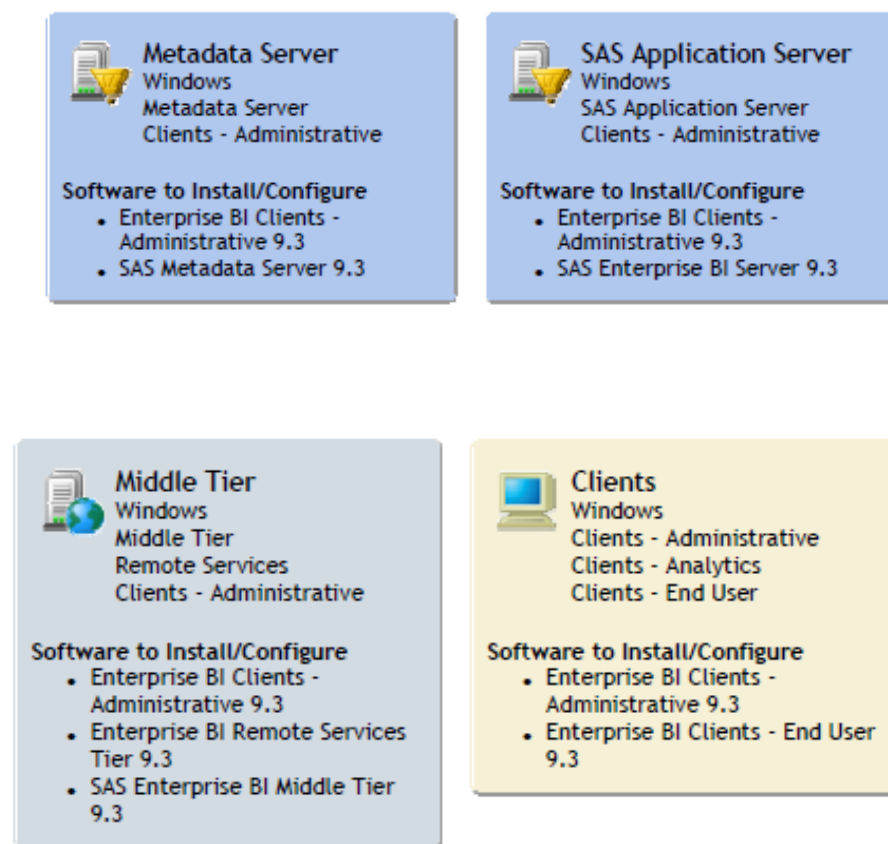 Metadata Server
Windows
Metadata Server
Clients - Administrative
Software to Install/Configure
• Enterprise BI Clients -
Administrative 9.3
• SAS Metadata Server 9.3
SAS Application Server
Windows
SAS Application Server
Clients - Administrative
Software to Install/Configure
• Enterprise BI Clients -
Administrative 9.3
• SAS Enterprise BI Server 9.3
Middle Tier
Windows
Middle Tier
Remote Services
Clients - Administrative
Software to Install/Configure
• Enterprise BI Clients -
Administrative 9.3
• Enterprise BI Remote Services
Tier 9.3
• SAS Enterprise BI Middle Tier
9.3
Clients
Windows
Clients - Administrative
Clients - Analytics
Clients - End User
Software to Install/Configure
• Enterprise BI Clients -
Administrative 9.3
• Enterprise BI Clients - End User
9.3